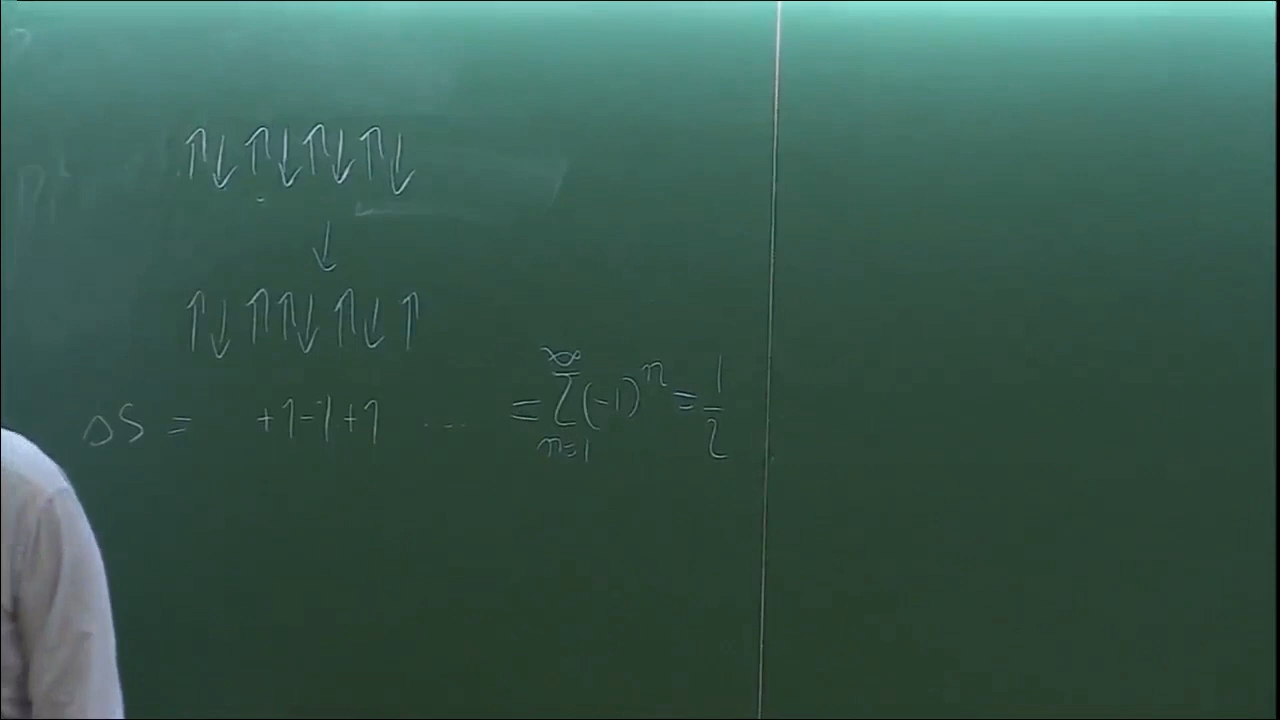 ↑↓↑↓↑↓↑↓
↓
↑↓↑↑↓↑↓↑
ΔS = +1-1+1 .... = ∑_{n=1}^{∞} (-1)^n = 1/2